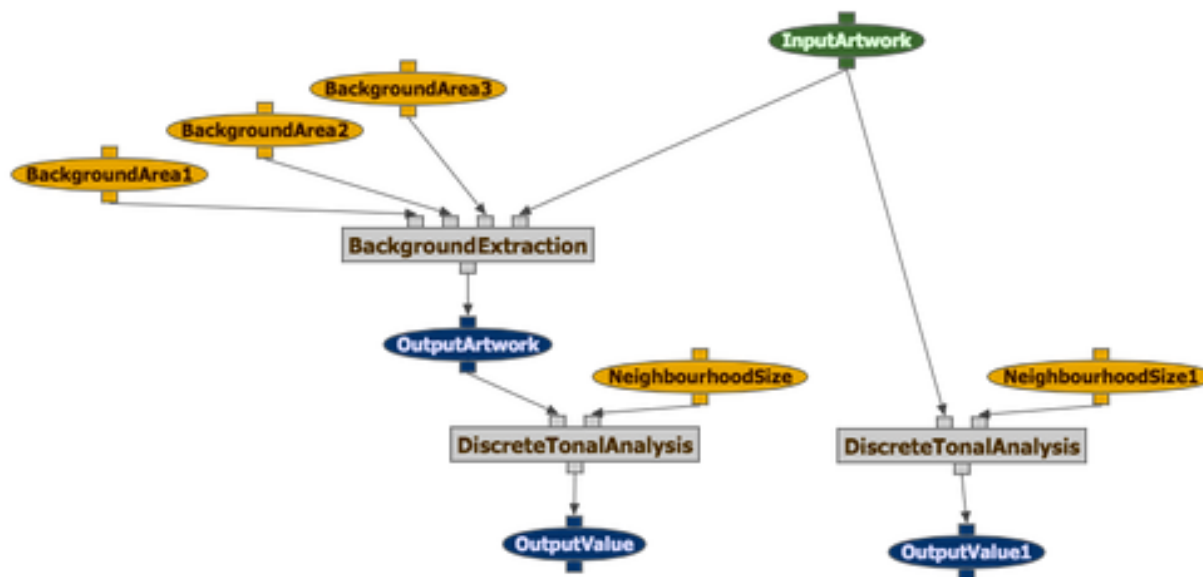 InputArtwork
BackgroundArea3
BackgroundArea2
BackgroundArea1
BackgroundExtraction
OutputArtwork
NeighbourhoodSize
NeighbourhoodSize1
DiscreteTonalAnalysis
DiscreteTonalAnalysis
OutputValue
OutputValue1